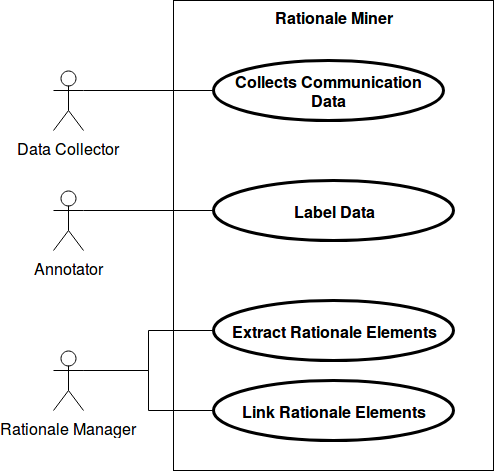 Rationale Miner
Collects Communication
Data
Data Collector
Label Data
Annotator
Extract Rationale Elements
Link Rationale Elements
Rationale Manager